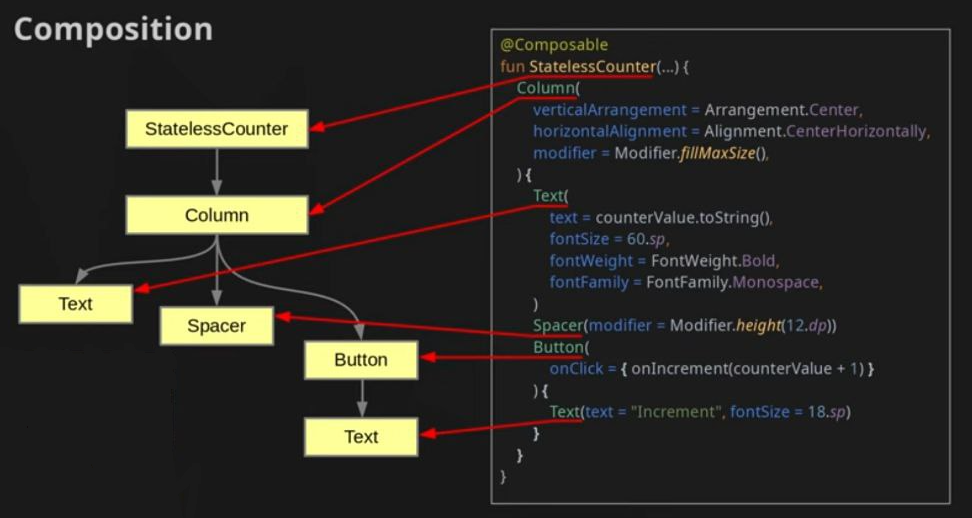 Composition
StatelessCounter
Column
Text
Spacer
Button
Text
@Composable
fun StatelessCounter(...) {
Column(
verticalArrangement = Arrangement.Center,
horizontalAlignment = Alignment.CenterHorizontally,
modifier = Modifier.fillMaxSize(),
) {
Text(
text = counterValue.toString(),
fontSize = 60.sp,
fontWeight = FontWeight.Bold,
fontFamily = FontFamily.Monospace,
)
Spacer(modifier = Modifier.height(12.dp))
Button(
onClick = { onIncrement(counterValue + 1) }
) {
Text(text = "Increment", fontSize = 18.sp)
}
}
}